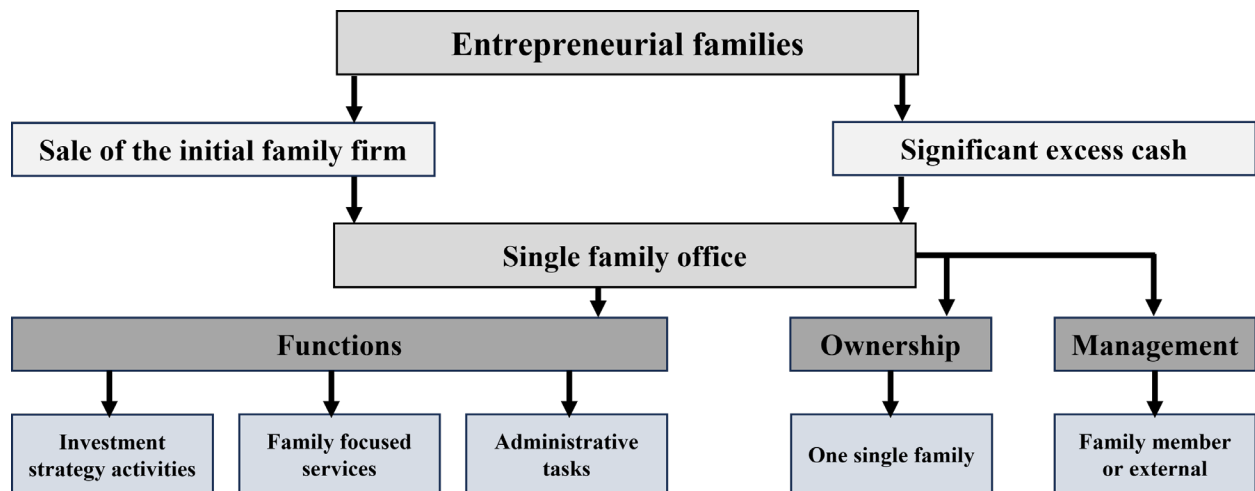 Entrepreneurial families
Sale of the initial family firm
Significant excess cash
Single family office
Functions
Ownership
Management
Investment
strategy activities
Family focused
services
Administrative
tasks
One single family
Family member
or external